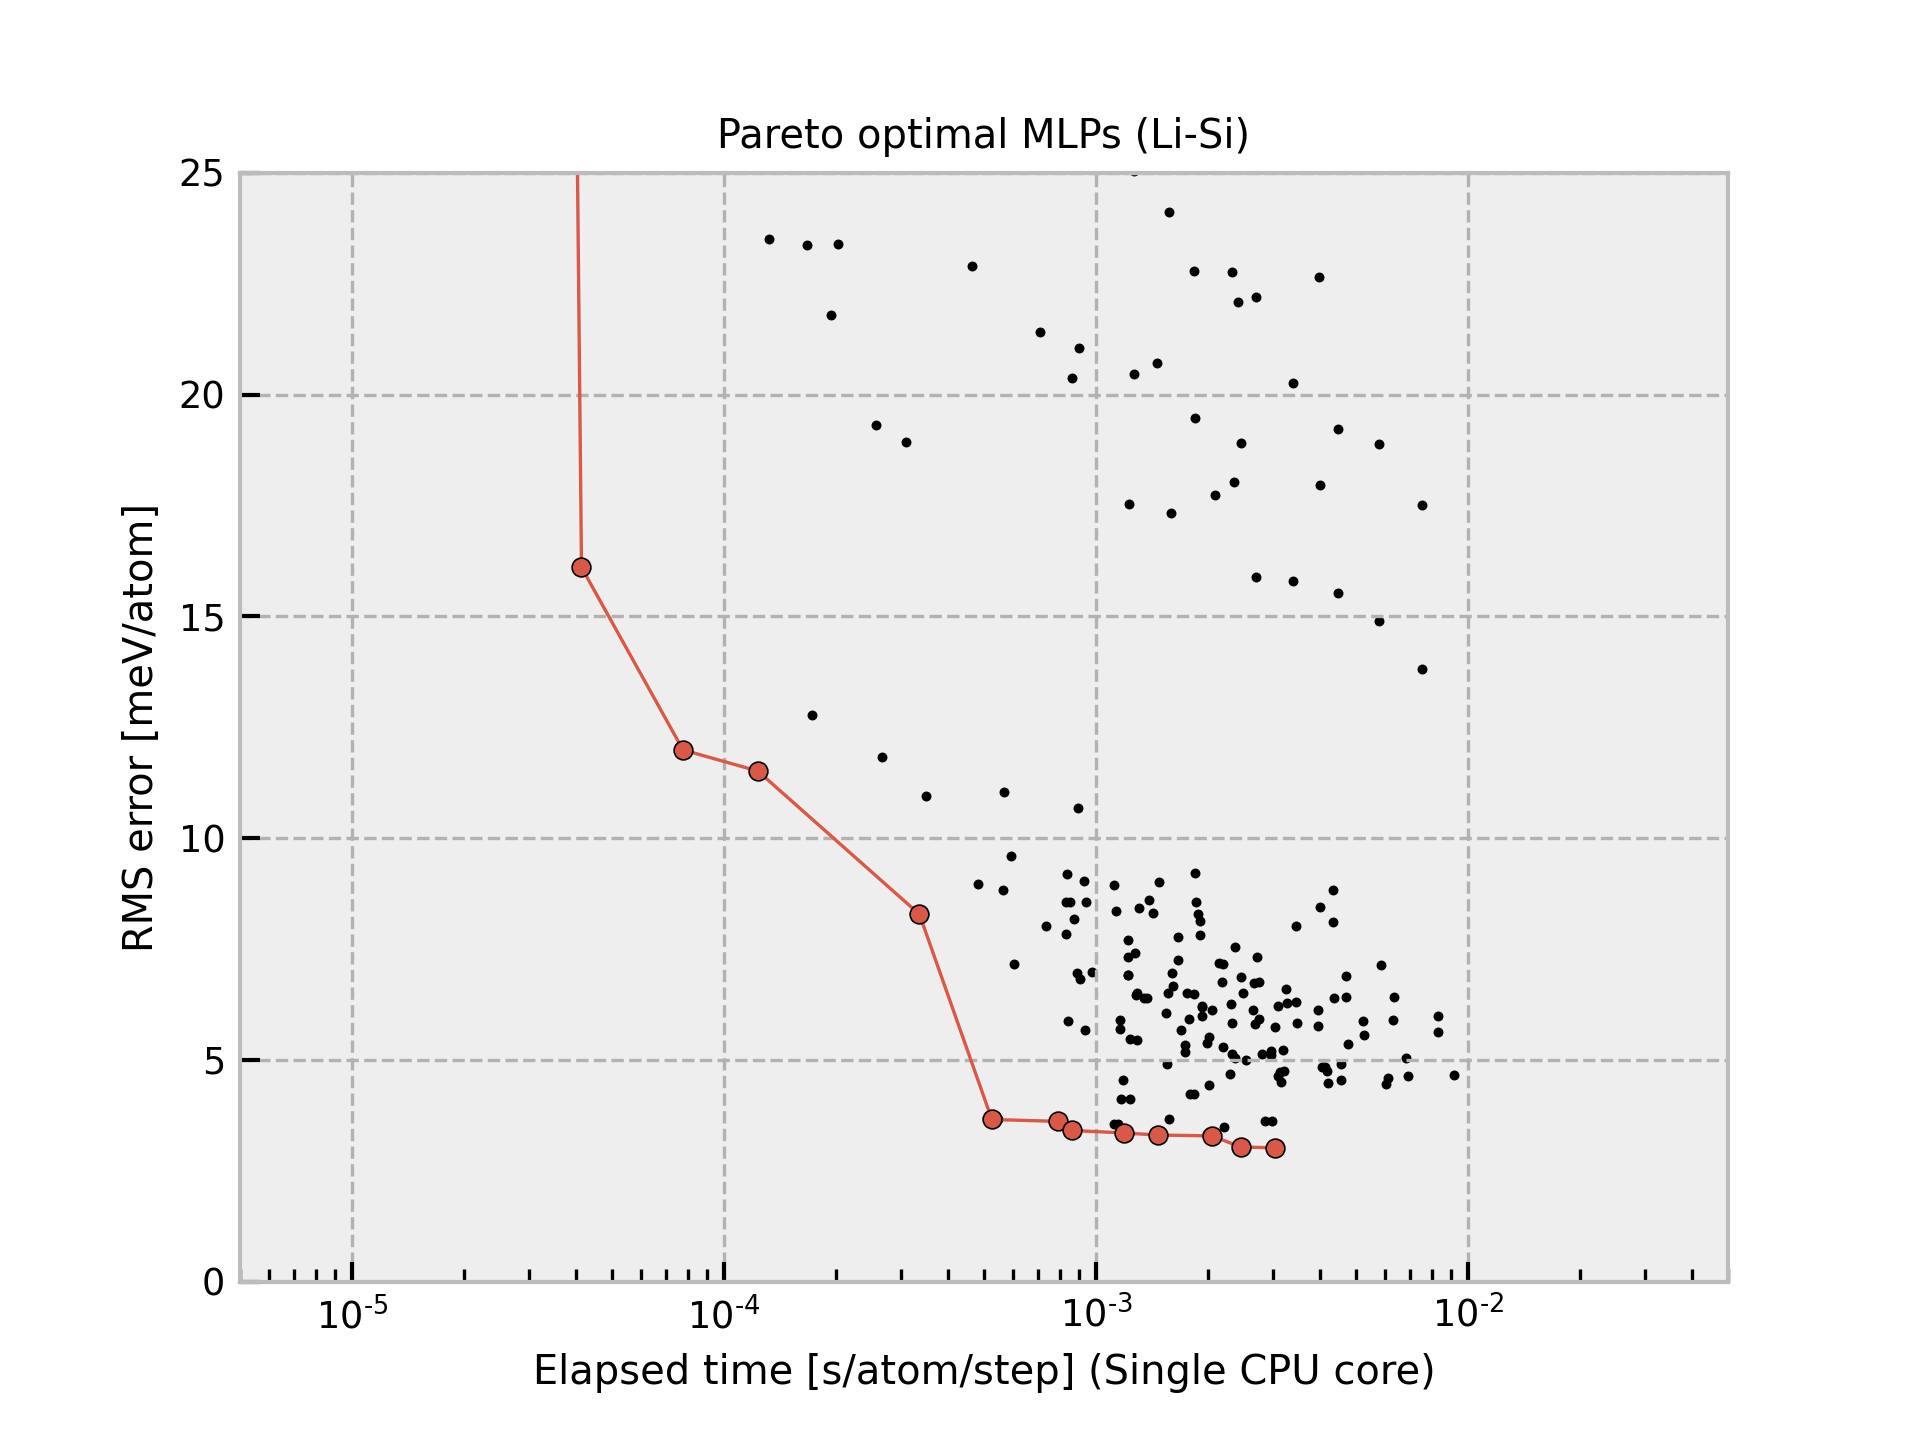 Pareto optimal MLPs (Li-Si)
25
20
15
10
5
0
RMS error [meV/atom]
10^-5 10^-4 10^-3 10^-2
Elapsed time [s/atom/step] (Single CPU core)